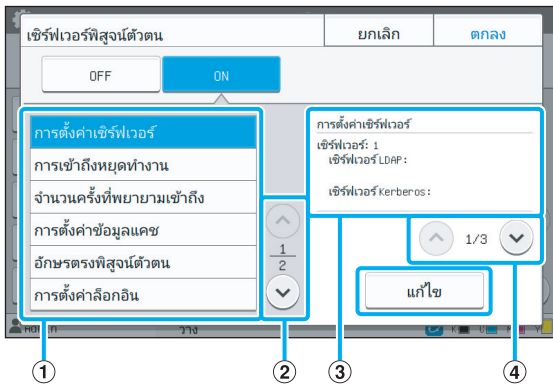 เซิร์ฟเวอร์พิสูจน์ตัวตน
ยกเลิก
ตกลง
OFF
ON
การตั้งค่าเซิร์ฟเวอร์
การเข้าถึงหยุดทำงาน
จำนวนครั้งที่พยายามเข้าถึง
การตั้งค่าข้อมูลแคช
อักษรตรงพิสูจน์ตัวตน
การตั้งค่าล็อกอิน
1
2
การตั้งค่าเซิร์ฟเวอร์
เซิร์ฟเวอร์: 1
เซิร์ฟเวอร์ LDAP:
เซิร์ฟเวอร์ Kerberos:
1/3
แก้ไข
วาง
K C M Y
1 2 3 4